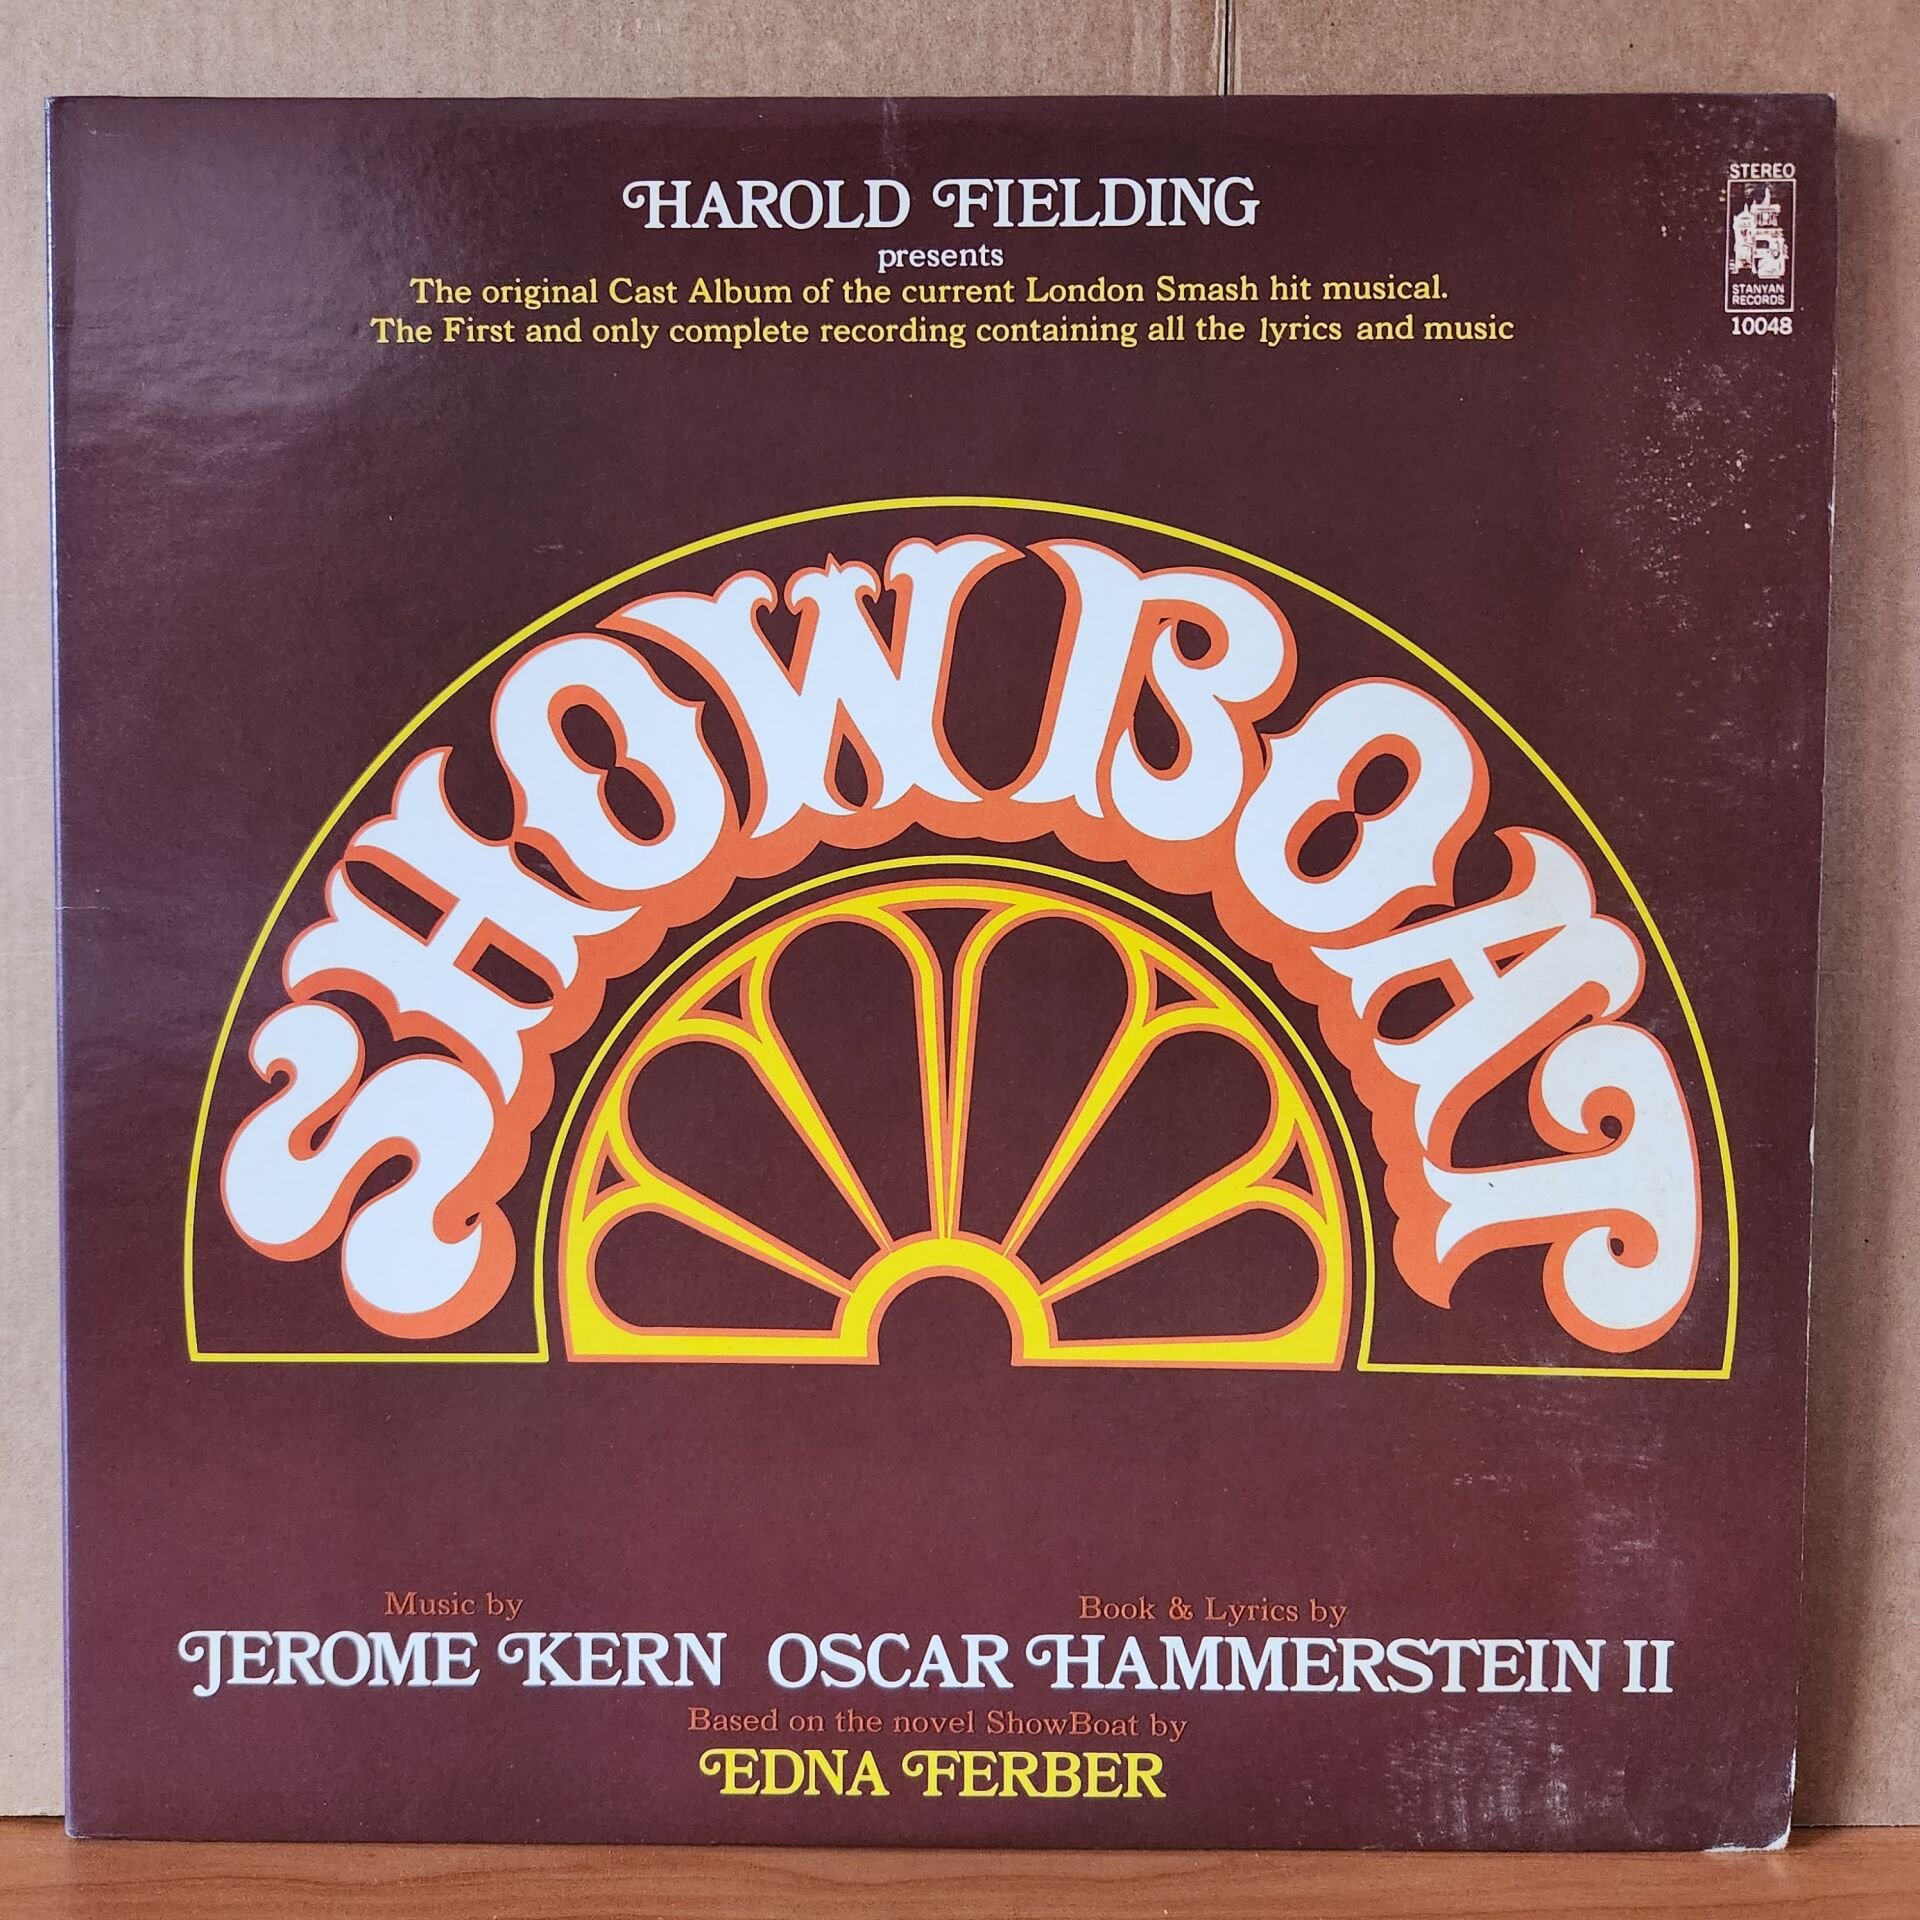 HAROLD FIELDING
presents
The original Cast Album of the current London Smash hit musical.
The First and only complete recording containing all the lyrics and music
STEREO
STANYAN
RECORDS
10048
SHOW BOAT
Music by
JEROME KERN
Book & Lyrics by
OSCAR HAMMERSTEIN II
Based on the novel ShowBoat by
EDNA FERBER